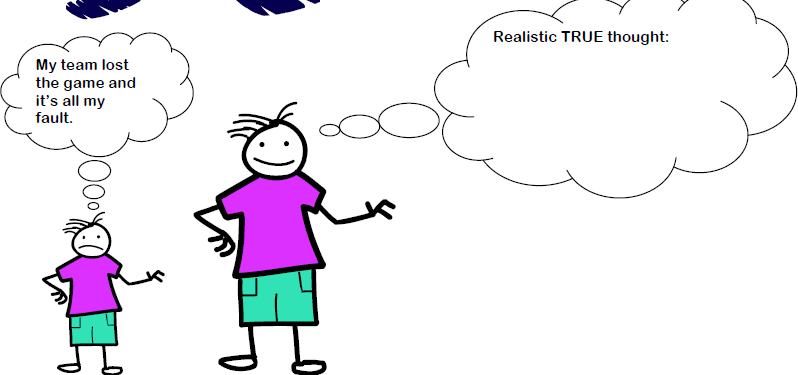 My team lost
the game and
it's all my
fault.
Realistic TRUE thought: